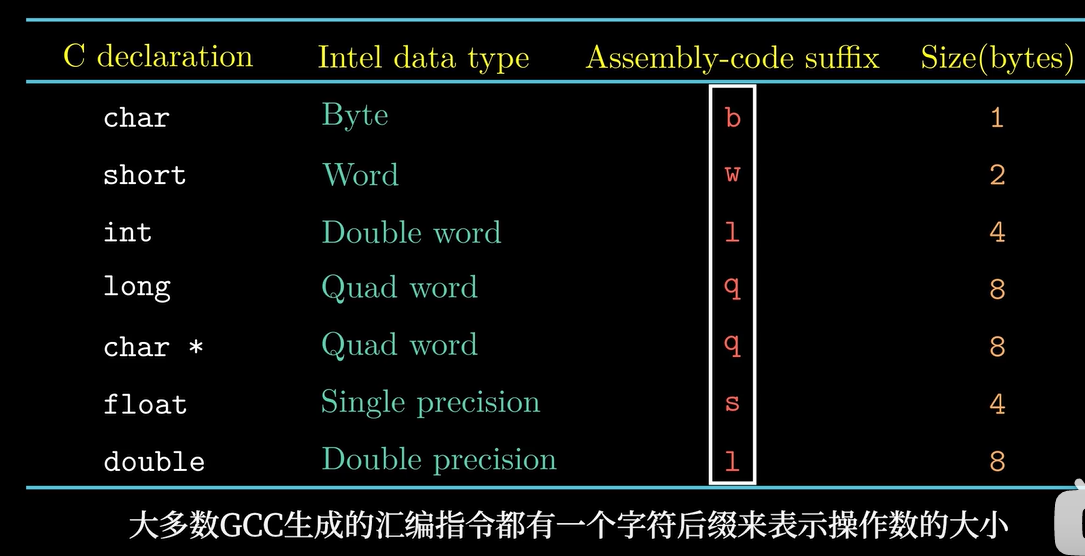 C declaration Intel data type Assembly-code suffix Size(bytes)
char Byte b 1
short Word w 2
int Double word l 4
long Quad word q 8
char * Quad word q 8
float Single precision s 4
double Double precision l 8
大多数GCC生成的汇编指令都有一个字符后缀来表示操作数的大小